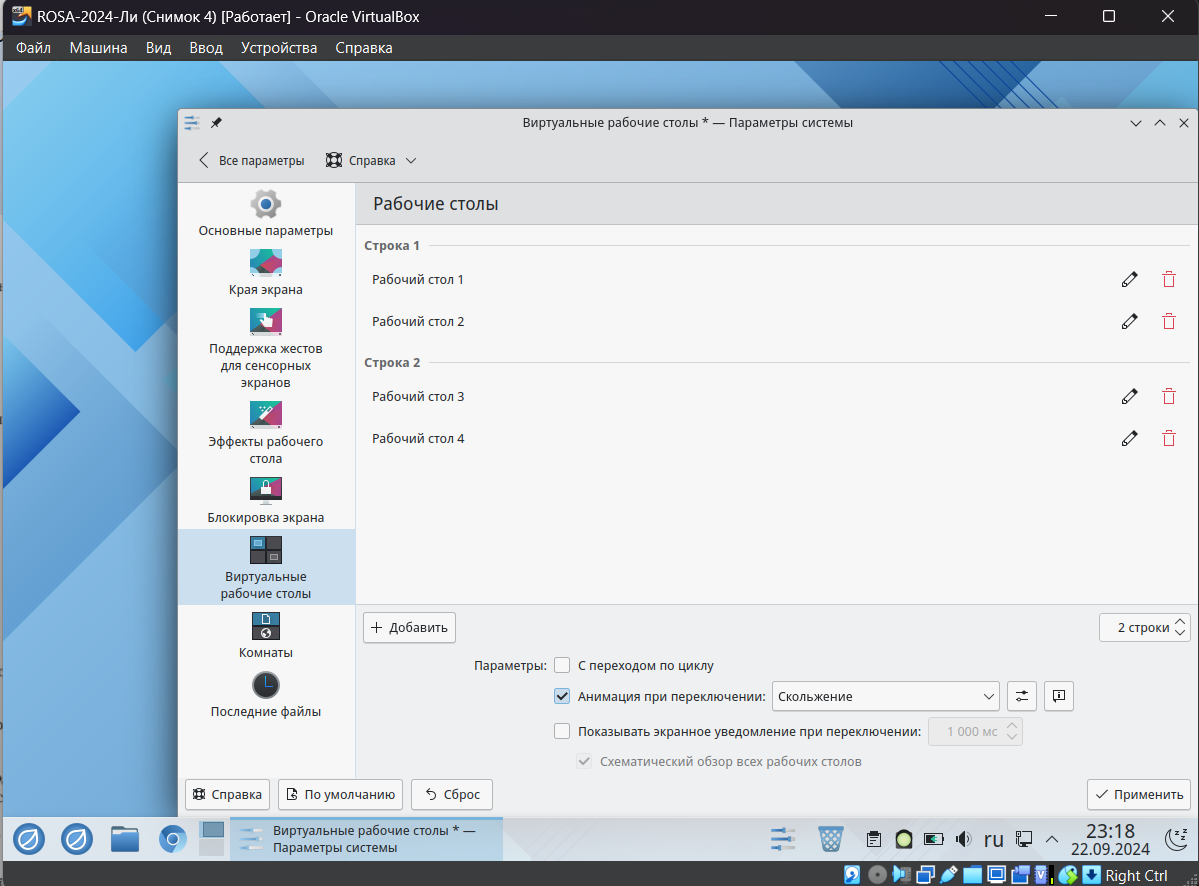 ROSA-2024-Ли (Снимок 4) [Работает] - Oracle VirtualBox
Файл Машина Вид Ввод Устройства Справка
Виртуальные рабочие столы * — Параметры системы
Все параметры Справка
Основные параметры
Края экрана
Поддержка жестов
для сенсорных
экранов
Эффекты рабочего
стола
Блокировка экрана
Виртуальные
рабочие столы
Комнаты
Последние файлы
Рабочие столы
Строка 1
Рабочий стол 1
Рабочий стол 2
Строка 2
Рабочий стол 3
Рабочий стол 4
Добавить 2 строки
Параметры: С переходом по циклу
Анимация при переключении: Скольжение
Показывать экранное уведомление при переключении: 1 000 мс
Схематический обзор всех рабочих столов
Справка По умолчанию Сброс Применить
Виртуальные рабочие столы * —
Параметры системы
ru
23:18
22.09.2024
Right Ctrl